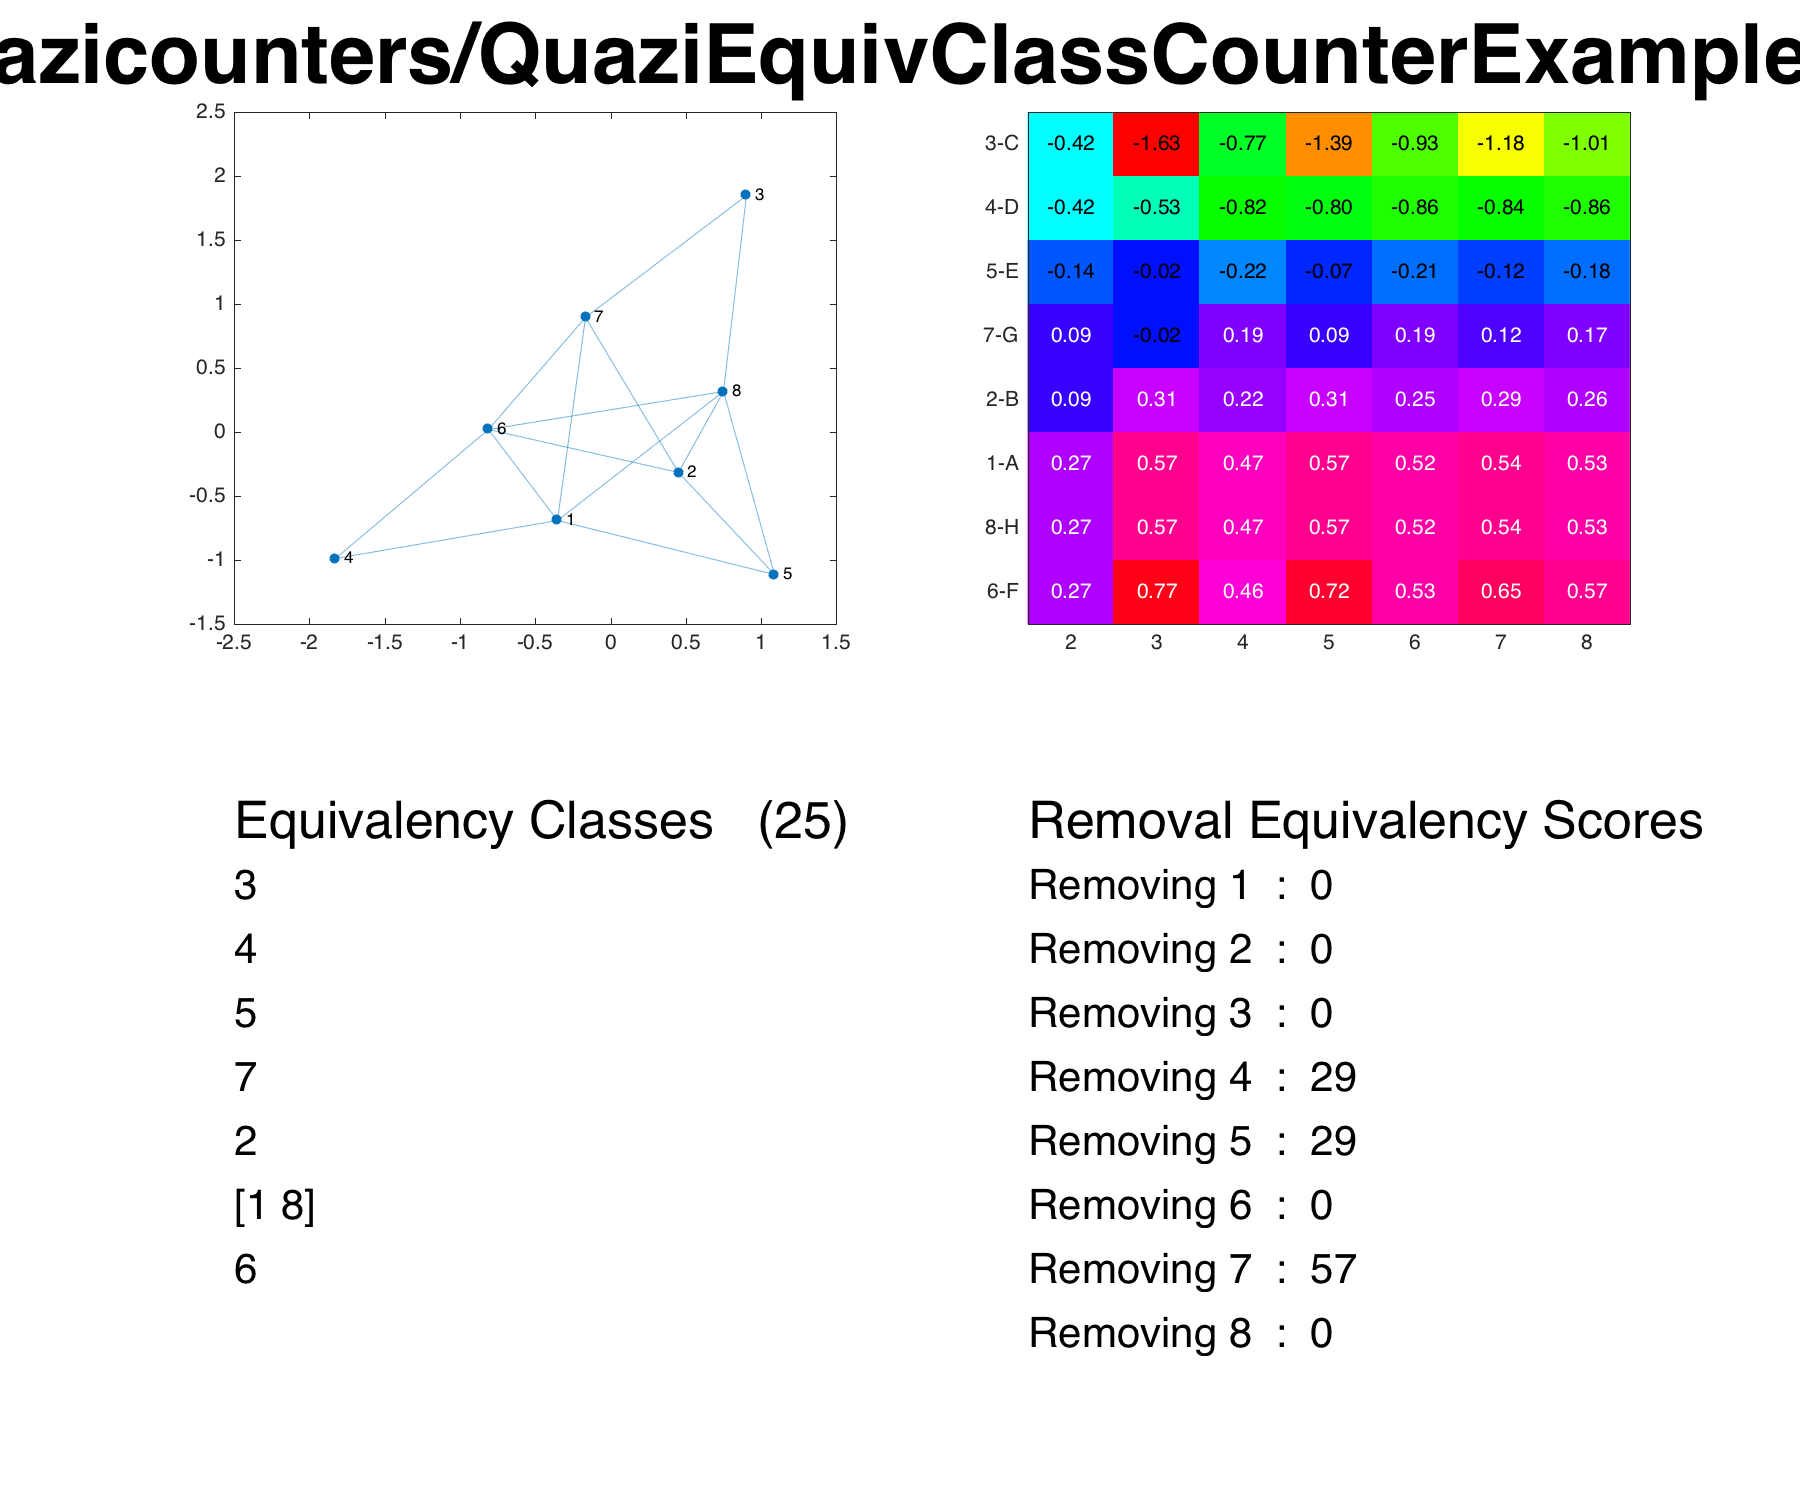 azicounters/QuaziEquivClassCounterExample
2.5
2
1.5
1
0.5
0
-0.5
-1
-1.5
-2.5 -2 -1.5 -1 -0.5 0 0.5 1 1.5
3
7
8
6
2
1
4
5
3-C -0.42 -1.63 -0.77 -1.39 -0.93 -1.18 -1.01
4-D -0.42 -0.53 -0.82 -0.80 -0.86 -0.84 -0.86
5-E -0.14 -0.02 -0.22 -0.07 -0.21 -0.12 -0.18
7-G 0.09 -0.02 0.19 0.09 0.19 0.12 0.17
2-B 0.09 0.31 0.22 0.31 0.25 0.29 0.26
1-A 0.27 0.57 0.47 0.57 0.52 0.54 0.53
8-H 0.27 0.57 0.47 0.57 0.52 0.54 0.53
6-F 0.27 0.77 0.46 0.72 0.53 0.65 0.57
2 3 4 5 6 7 8
Equivalency Classes (25)
3
4
5
7
2
[1 8]
6
Removal Equivalency Scores
Removing 1 : 0
Removing 2 : 0
Removing 3 : 0
Removing 4 : 29
Removing 5 : 29
Removing 6 : 0
Removing 7 : 57
Removing 8 : 0